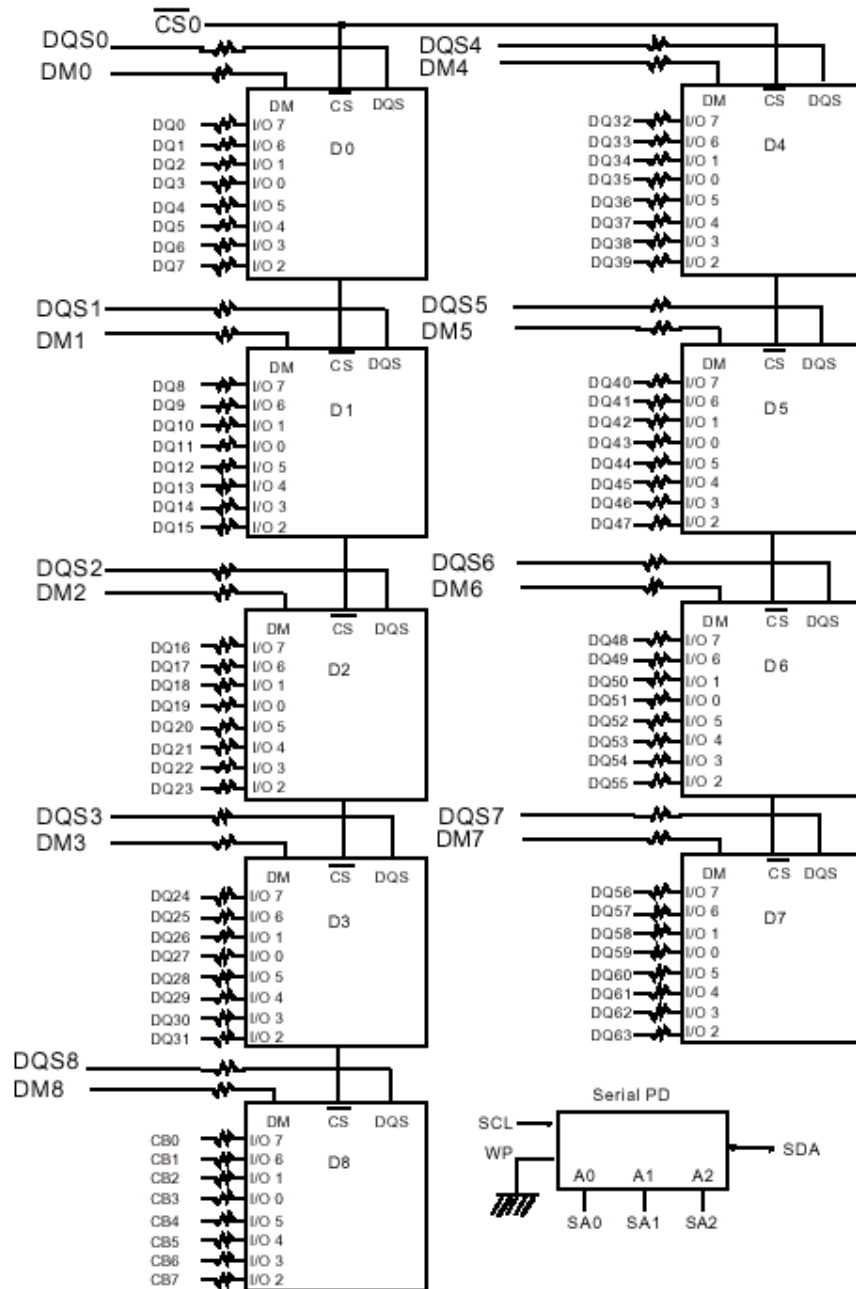 C̅S̅0
DQS0
DM0
DM C̅S̅ DQS
D0
DQ0 I/O 7
DQ1 I/O 6
DQ2 I/O 1
DQ3 I/O 0
DQ4 I/O 5
DQ5 I/O 4
DQ6 I/O 3
DQ7 I/O 2
DQS1
DM1
DM C̅S̅ DQS
D1
DQ8 I/O 7
DQ9 I/O 6
DQ10 I/O 1
DQ11 I/O 0
DQ12 I/O 5
DQ13 I/O 4
DQ14 I/O 3
DQ15 I/O 2
DQS2
DM2
DM C̅S̅ DQS
D2
DQ16 I/O 7
DQ17 I/O 6
DQ18 I/O 1
DQ19 I/O 0
DQ20 I/O 5
DQ21 I/O 4
DQ22 I/O 3
DQ23 I/O 2
DQS3
DM3
DM C̅S̅ DQS
D3
DQ24 I/O 7
DQ25 I/O 6
DQ26 I/O 1
DQ27 I/O 0
DQ28 I/O 5
DQ29 I/O 4
DQ30 I/O 3
DQ31 I/O 2
DQS8
DM8
DM C̅S̅ DQS
D8
CB0 I/O 7
CB1 I/O 6
CB2 I/O 1
CB3 I/O 0
CB4 I/O 5
CB5 I/O 4
CB6 I/O 3
CB7 I/O 2
DQS4
DM4
DM C̅S̅ DQS
D4
DQ32 I/O 7
DQ33 I/O 6
DQ34 I/O 1
DQ35 I/O 0
DQ36 I/O 5
DQ37 I/O 4
DQ38 I/O 3
DQ39 I/O 2
DQS5
DM5
DM C̅S̅ DQS
D5
DQ40 I/O 7
DQ41 I/O 6
DQ42 I/O 1
DQ43 I/O 0
DQ44 I/O 5
DQ45 I/O 4
DQ46 I/O 3
DQ47 I/O 2
DQS6
DM6
DM C̅S̅ DQS
D6
DQ48 I/O 7
DQ49 I/O 6
DQ50 I/O 1
DQ51 I/O 0
DQ52 I/O 5
DQ53 I/O 4
DQ54 I/O 3
DQ55 I/O 2
DQS7
DM7
DM C̅S̅ DQS
D7
DQ56 I/O 7
DQ57 I/O 6
DQ58 I/O 1
DQ59 I/O 0
DQ60 I/O 5
DQ61 I/O 4
DQ62 I/O 3
DQ63 I/O 2
Serial PD
SCL
WP
SDA
A0 A1 A2
SA0 SA1 SA2